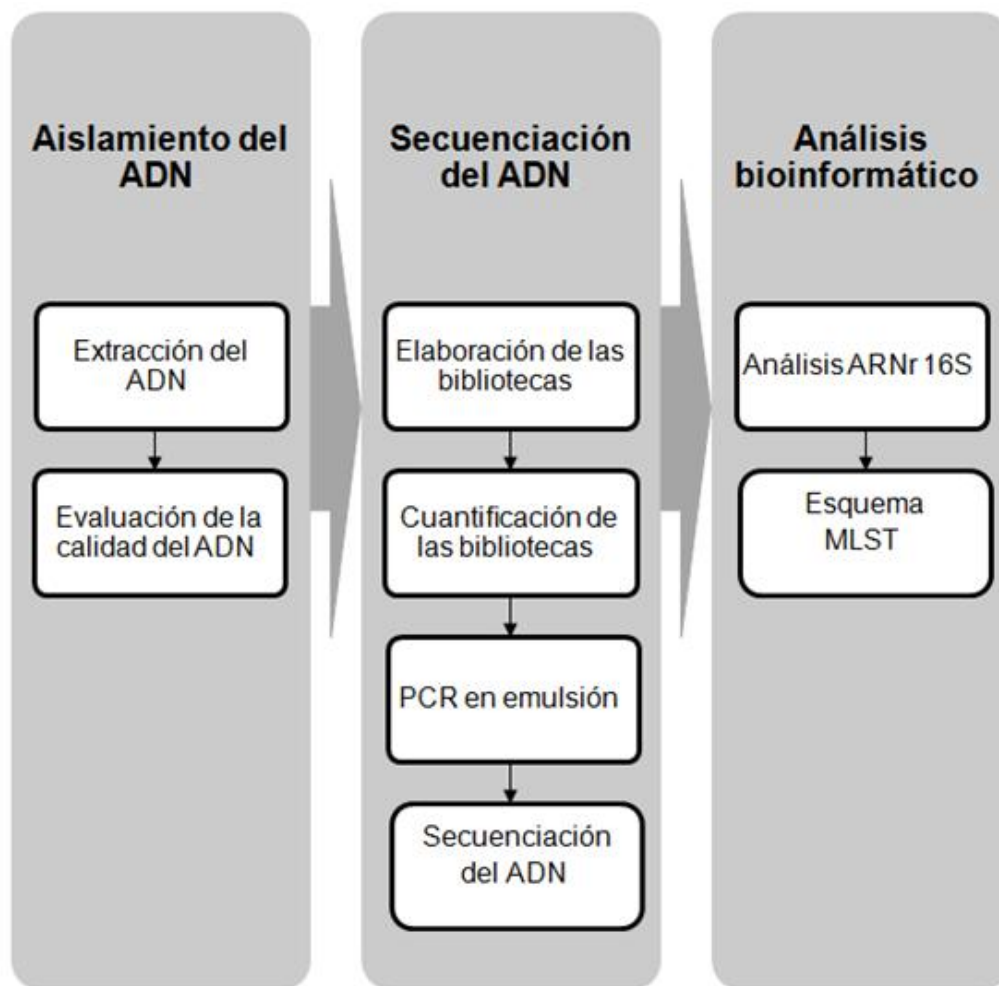 Aislamiento del
ADN
Extracción del
ADN
Evaluación de la
calidad del ADN
Secuenciación
del ADN
Elaboración de las
bibliotecas
Cuantificación de
las bibliotecas
PCR en emulsión
Secuenciación
del ADN
Análisis
bioinformático
Análisis ARNr 16S
Esquema
MLST